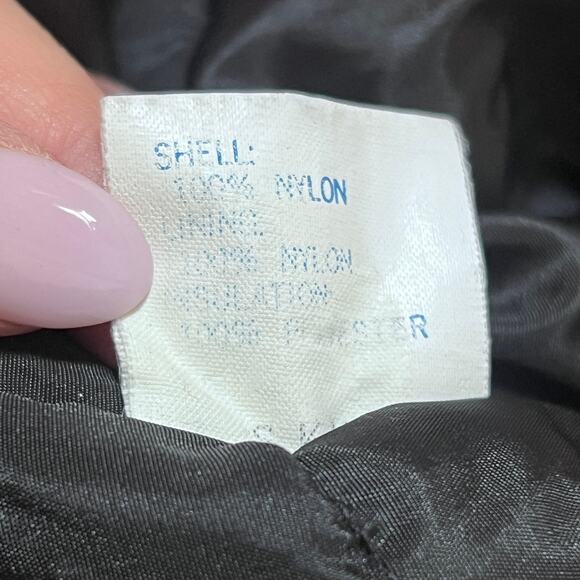 SHELL:
100% NYLON
LINING:
100% NYLON
INSULATION
100% POLYESTER